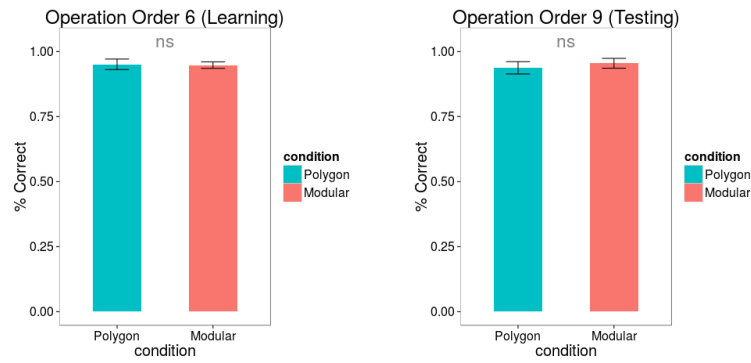 Operation Order 6 (Learning)
ns
1.00
0.75
0.50
0.25
0.00
% Correct
Polygon
Modular
condition
condition
Polygon
Modular
Operation Order 9 (Testing)
ns
1.00
0.75
0.50
0.25
0.00
% Correct
Polygon
Modular
condition
condition
Polygon
Modular